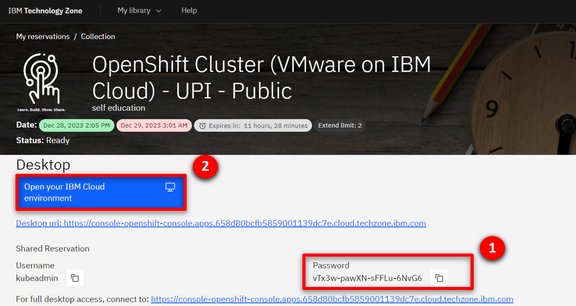 IBM Technology Zone My library Help
My reservations / Collection
OpenShift Cluster (VMware on IBM
Cloud) - UPI - Public
self education
Learn. Build. Show. Share.
Date: Dec 28, 2023 2:05 PM Dec 29, 2023 3:01 AM Expires in: 11 hours, 28 minutes Extend limit: 2
Status: Ready
Desktop
2
Open your IBM Cloud
environment
Desktop url: https://console-openshift-console.apps.658d80bcfb5859001139dc7e.cloud.techzone.ibm.com
1
Shared Reservation
Username
kubeadmin
Password
vTx3w-pawXN-sFFLu-6NvG6
For full desktop access, connect to: https://console-openshift-console.apps.658d80bcfb5859001139dc7e.cloud.techzone.ibm.com